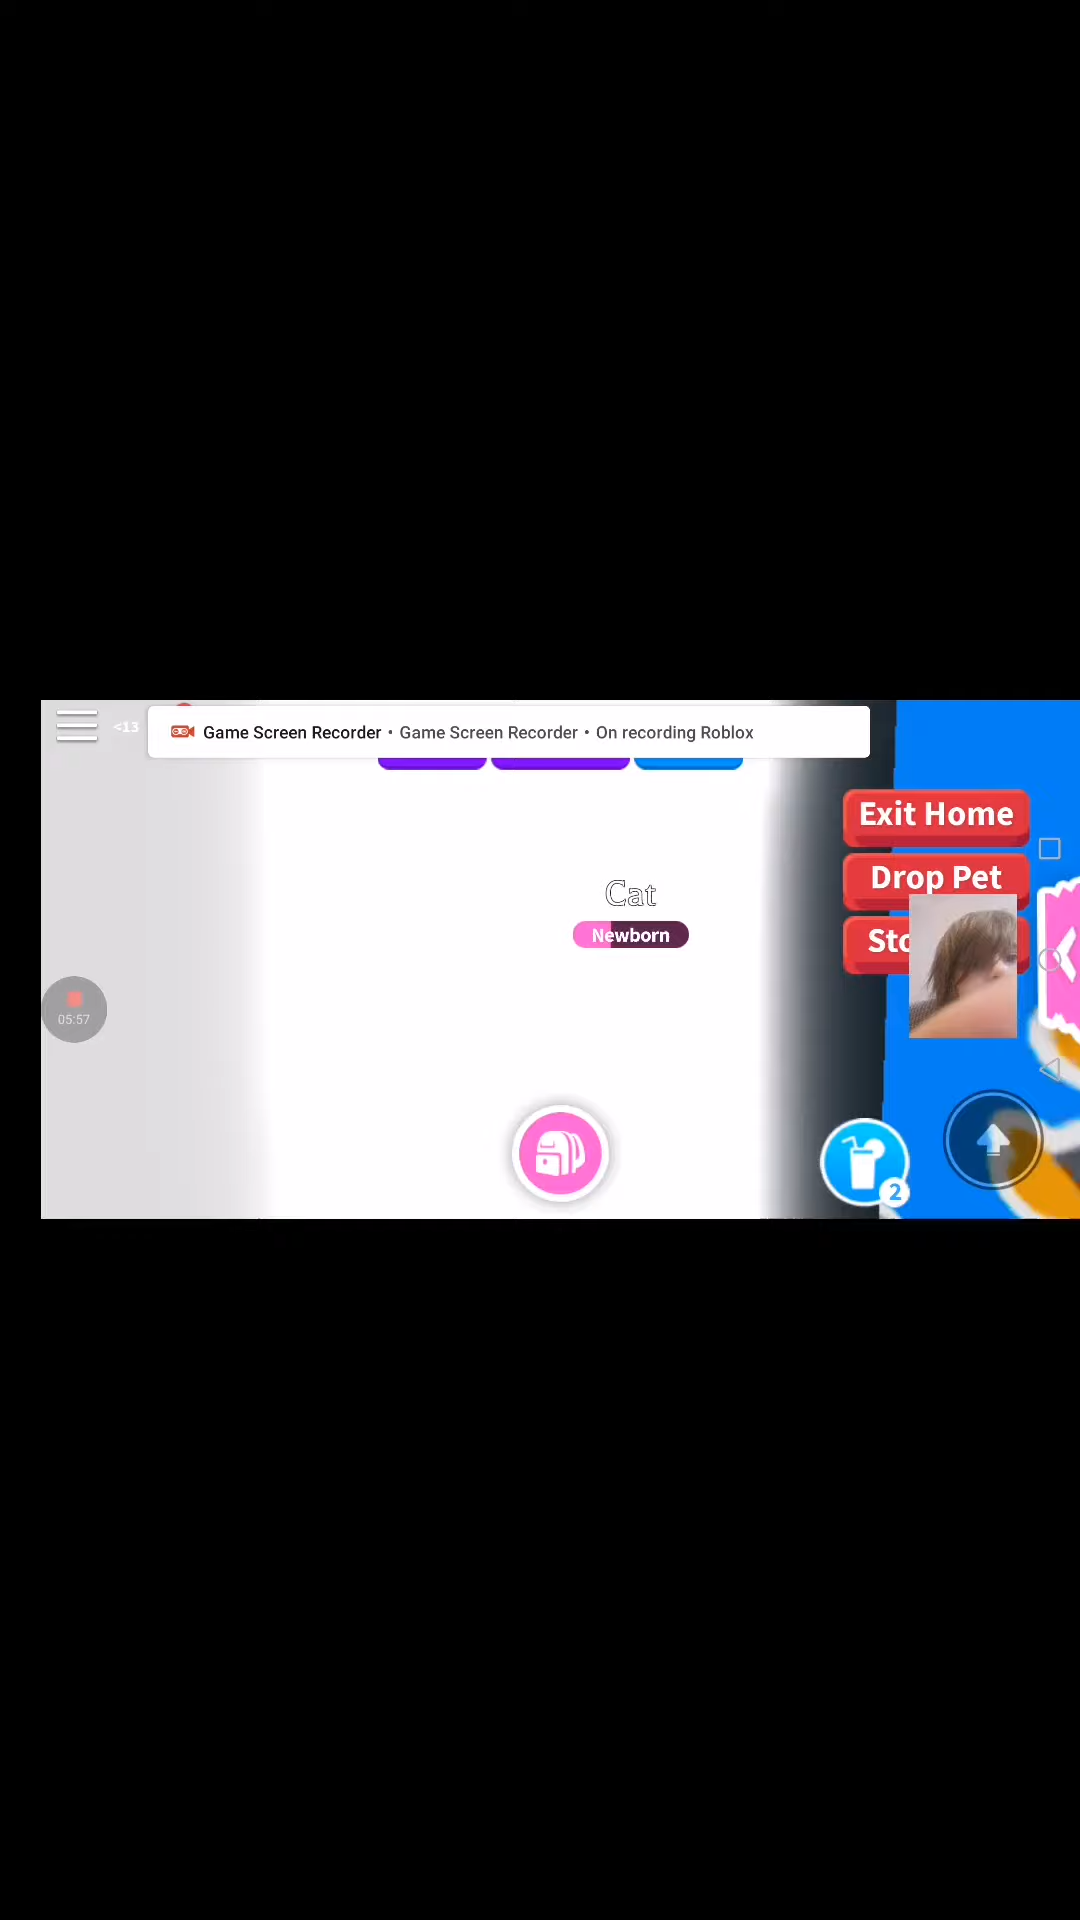 <13
Game Screen Recorder • Game Screen Recorder • On recording Roblox
Exit Home
Drop Pet
Cat
Newborn
05:57
2